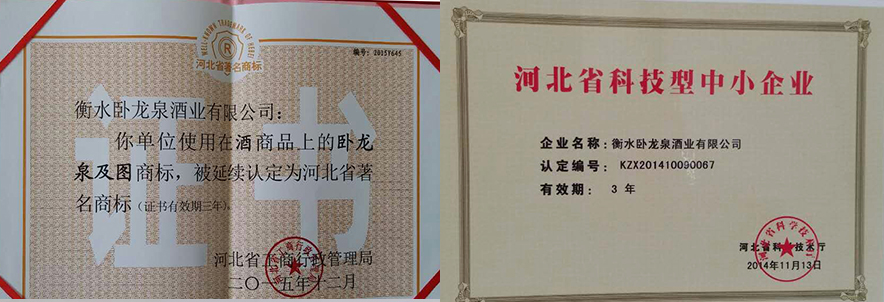 WELL-KNOWN TRADEMARK OF HEBEI
R
河北省著名商标
编号：2015Y645
证书
衡水卧龙泉酒业有限公司：
你单位使用在酒商品上的卧龙
泉及图商标，被延续认定为河北省著
名商标（证书有效期三年）。
河北省工商行政管理局
二〇一五年十二月
河北省科技型中小企业
企业名称：衡水卧龙泉酒业有限公司
认定编号：KZX201410090067
有效期：3 年
河北省科学技术厅
2014年11月13日